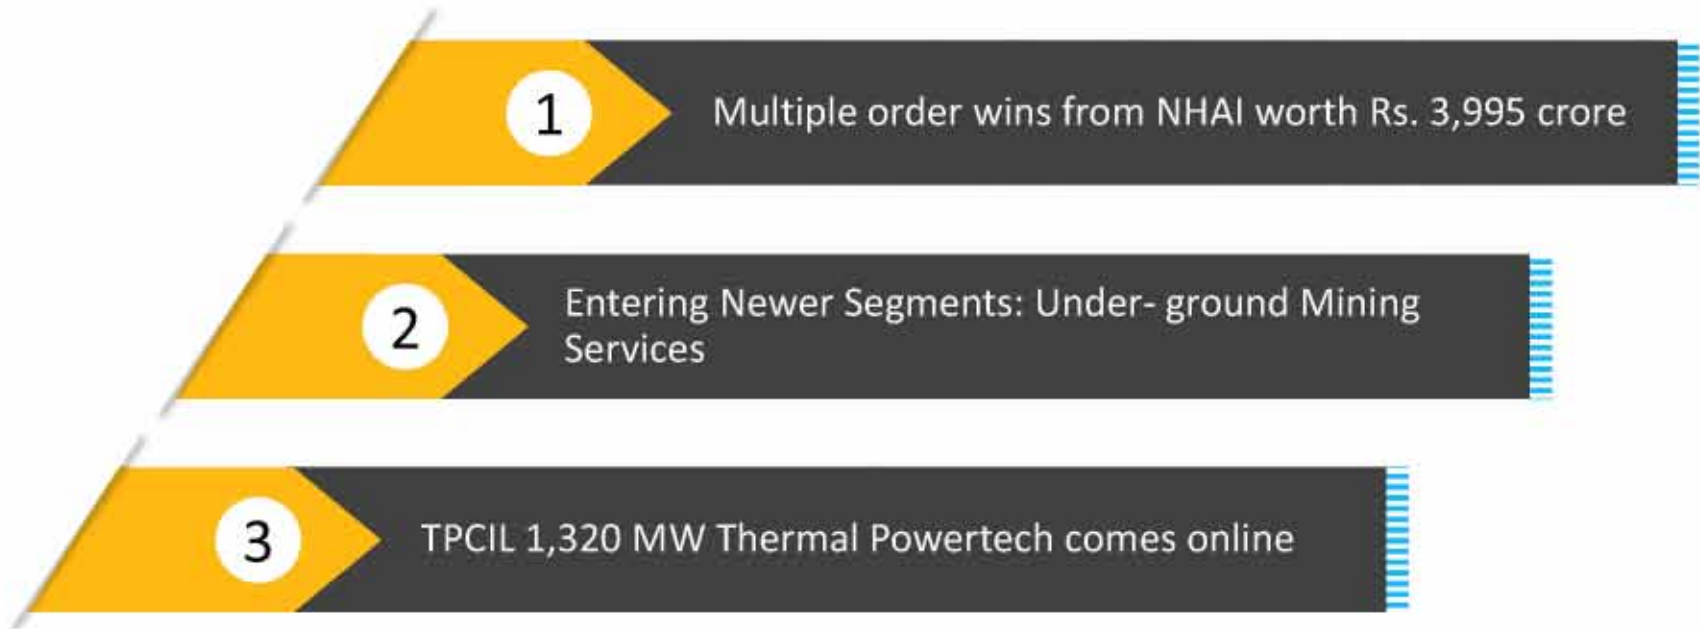 1
Multiple order wins from NHAI worth Rs. 3,995 crore
2
Entering Newer Segments: Under- ground Mining
Services
3
TPCIL 1,320 MW Thermal Powertech comes online